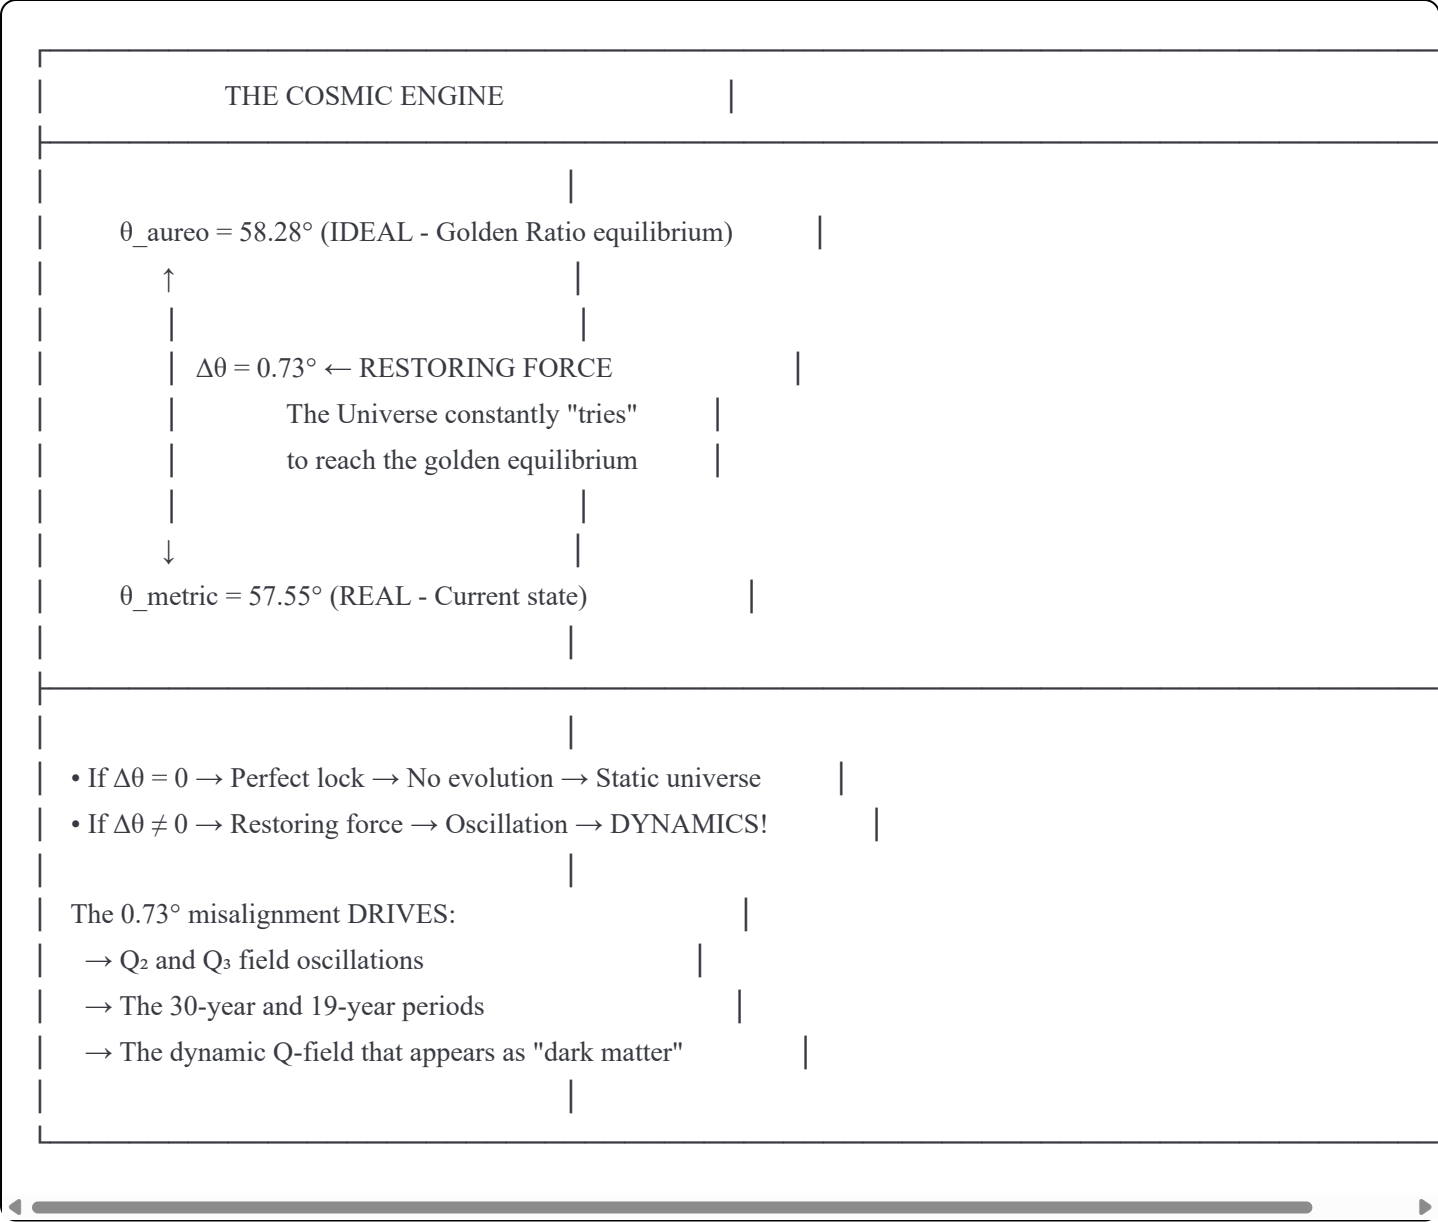 THE COSMIC ENGINE
θ_aureo = 58.28° (IDEAL - Golden Ratio equilibrium)
↑
Δθ = 0.73° ← RESTORING FORCE
The Universe constantly "tries"
to reach the golden equilibrium
↓
θ_metric = 57.55° (REAL - Current state)
• If Δθ = 0 → Perfect lock → No evolution → Static universe
• If Δθ ≠ 0 → Restoring force → Oscillation → DYNAMICS!
The 0.73° misalignment DRIVES:
→ Q₂ and Q₃ field oscillations
→ The 30-year and 19-year periods
→ The dynamic Q-field that appears as "dark matter"